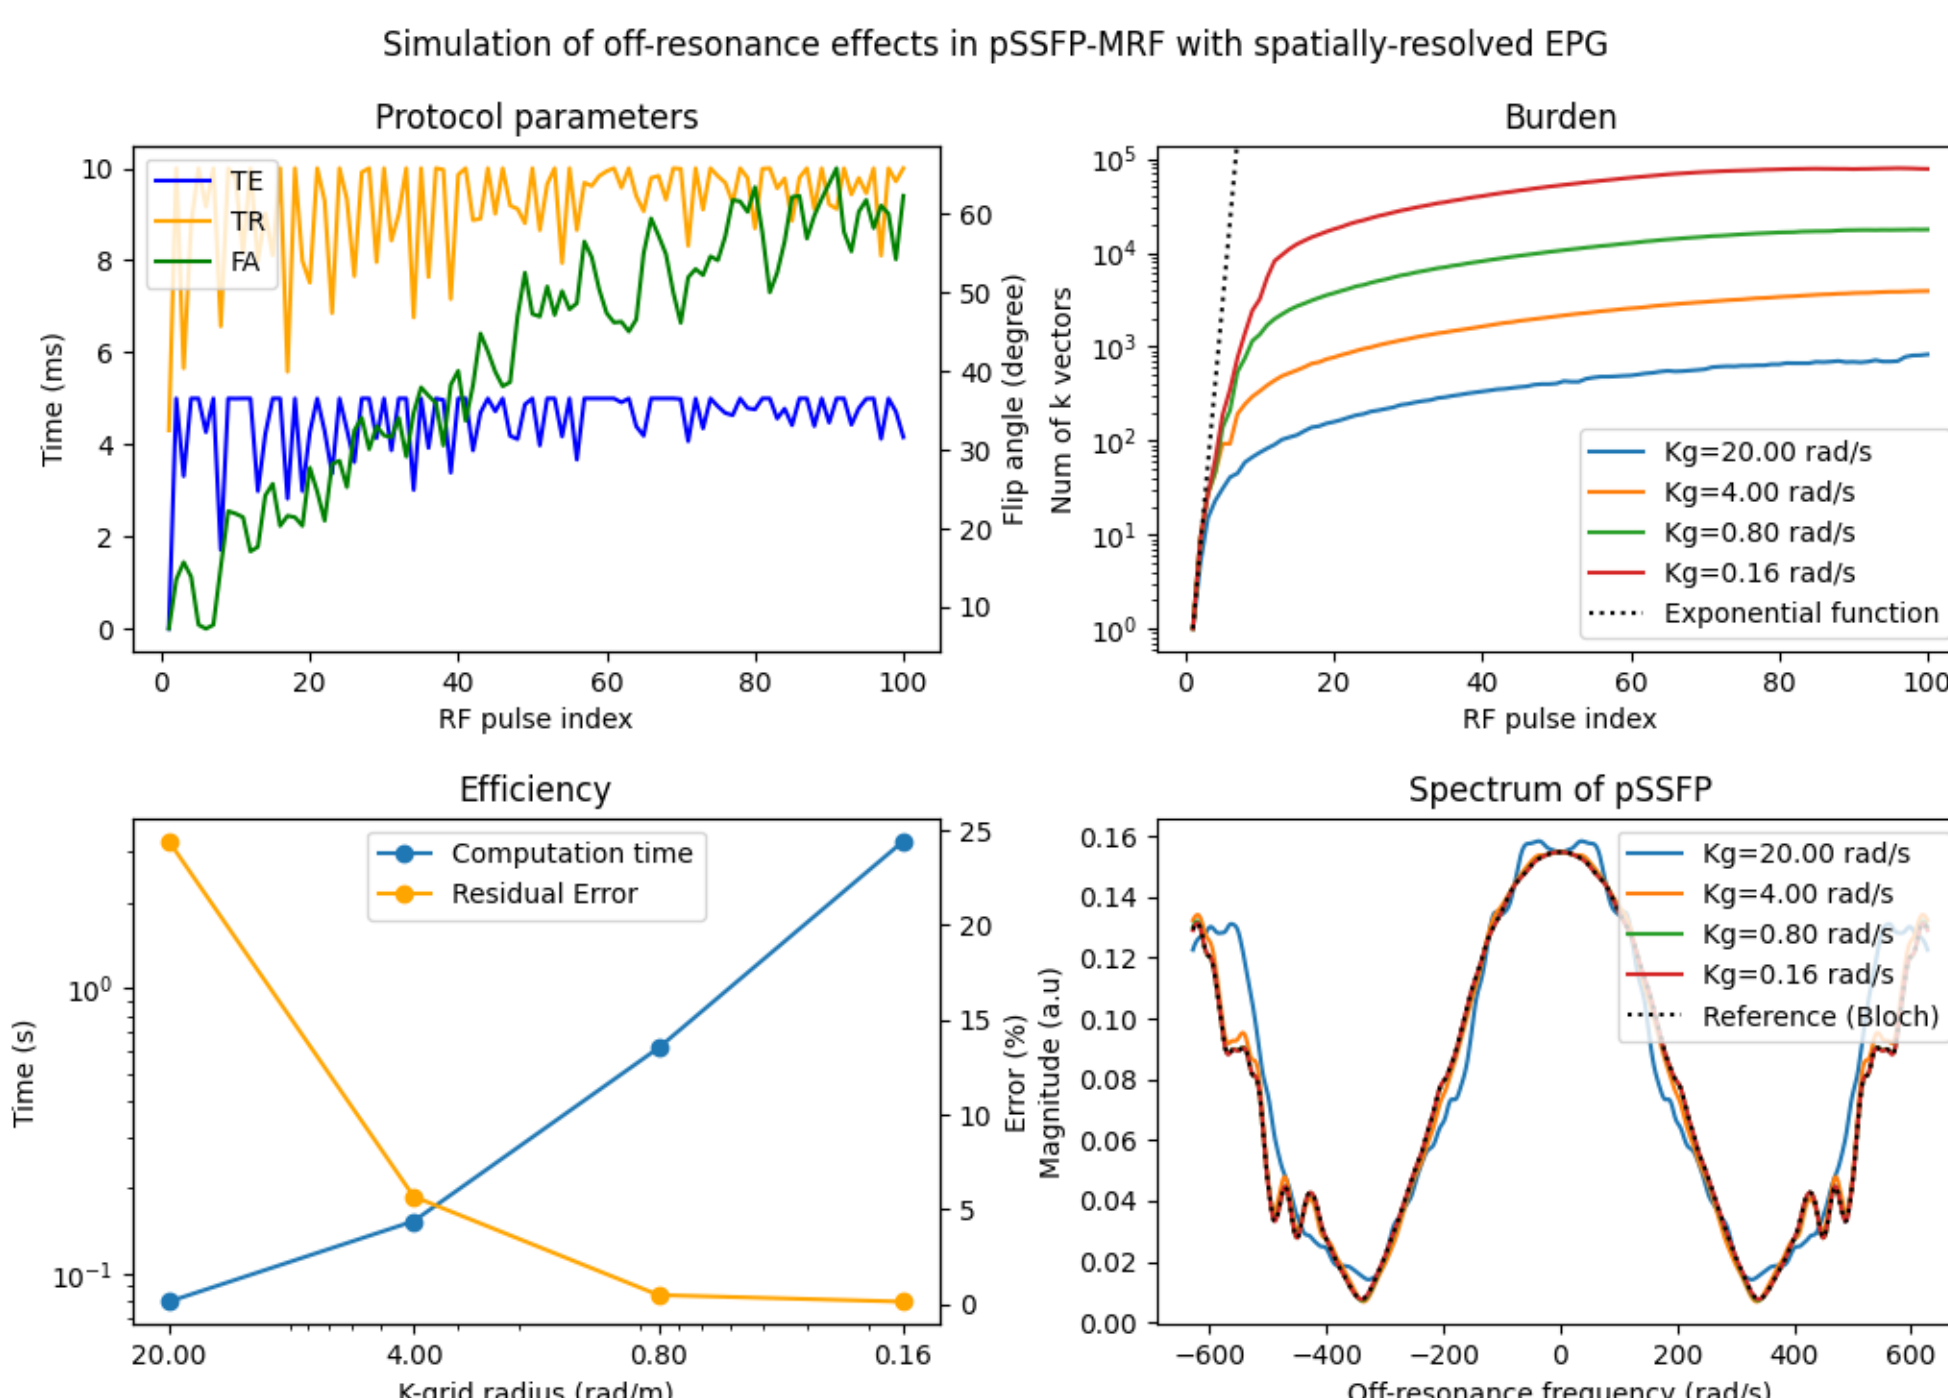 Simulation of off-resonance effects in pSSFP-MRF with spatially-resolved EPG
Protocol parameters
TE
TR
FA
Time (ms)
0
2
4
6
8
10
Flip angle (degree)
10
20
30
40
50
60
0 20 40 60 80 100
RF pulse index
Burden
Num of k vectors
10^5
10^4
10^3
10^2
10^1
10^0
Kg=20.00 rad/s
Kg=4.00 rad/s
Kg=0.80 rad/s
Kg=0.16 rad/s
Exponential function
0 20 40 60 80 100
RF pulse index
Efficiency
Computation time
Residual Error
Time (s)
10^0
10^-1
Error (%)
25
20
15
10
5
0
20.00 4.00 0.80 0.16
K-grid radius (rad/m)
Spectrum of pSSFP
Magnitude (a.u)
0.16
0.14
0.12
0.10
0.08
0.06
0.04
0.02
0.00
Kg=20.00 rad/s
Kg=4.00 rad/s
Kg=0.80 rad/s
Kg=0.16 rad/s
Reference (Bloch)
−600 −400 −200 0 200 400 600
Off-resonance frequency (rad/s)